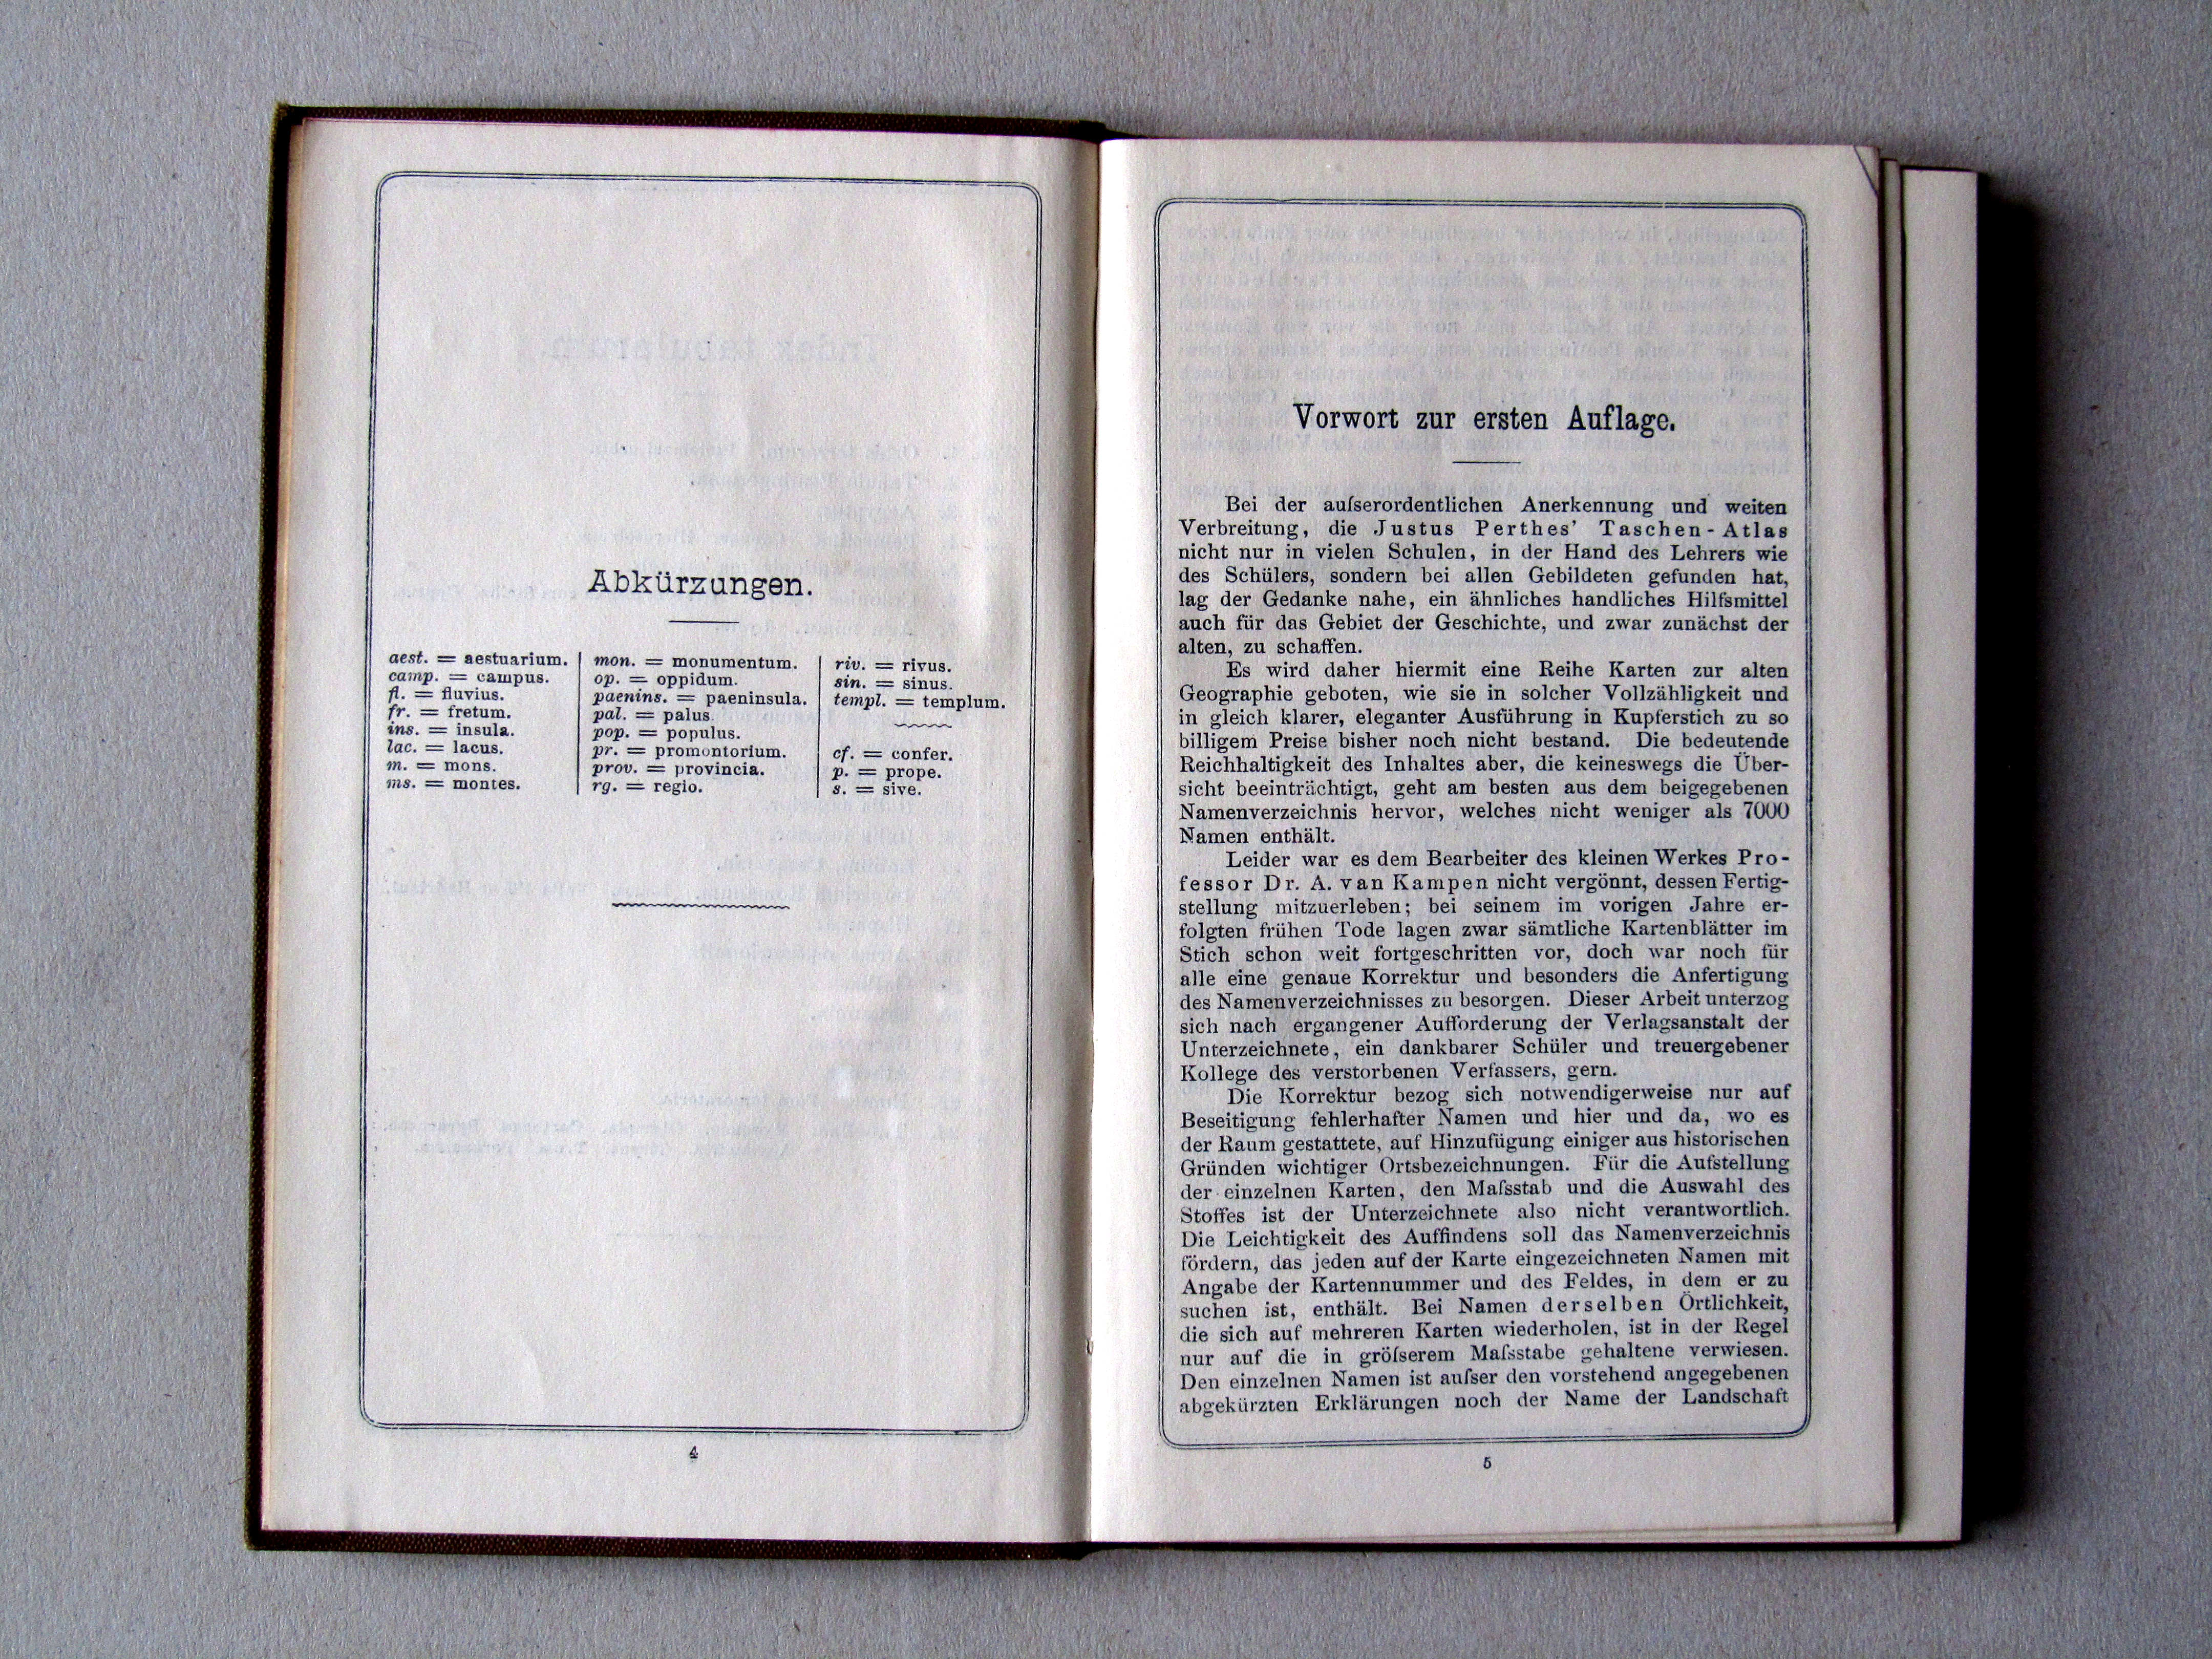 Abkürzungen.
aest. = aestuarium.
camp. = campus.
fl. = fluvius.
fr. = fretum.
ins. = insula.
lac. = lacus.
m. = mons.
ms. = montes.
mon. = monumentum.
op. = oppidum.
paenins. = paeninsula.
pal. = palus.
pop. = populus.
pr. = promontorium.
prov. = provincia.
rg. = regio.
riv. = rivus.
sin. = sinus.
templ. = templum.
cf. = confer.
p. = prope.
s. = sive.
4
Vorwort zur ersten Auflage.
Bei der auſserordentlichen Anerkennung und weiten
Verbreitung, die Justus Perthes' Taschen-Atlas
nicht nur in vielen Schulen, in der Hand des Lehrers wie
des Schülers, sondern bei allen Gebildeten gefunden hat,
lag der Gedanke nahe, ein ähnliches handliches Hilfsmittel
auch für das Gebiet der Geschichte, und zwar zunächst der
alten, zu schaffen.
Es wird daher hiermit eine Reihe Karten zur alten
Geographie geboten, wie sie in solcher Vollzähligkeit und
in gleich klarer, eleganter Ausführung in Kupferstich zu so
billigem Preise bisher noch nicht bestand. Die bedeutende
Reichhaltigkeit des Inhaltes aber, die keineswegs die Über-
sicht beeinträchtigt, geht am besten aus dem beigegebenen
Namenverzeichnis hervor, welches nicht weniger als 7000
Namen enthält.
Leider war es dem Bearbeiter des kleinen Werkes Pro-
fessor Dr. A. van Kampen nicht vergönnt, dessen Fertig-
stellung mitzuerleben; bei seinem im vorigen Jahre er-
folgten frühen Tode lagen zwar sämtliche Kartenblätter im
Stich schon weit fortgeschritten vor, doch war noch für
alle eine genaue Korrektur und besonders die Anfertigung
des Namenverzeichnisses zu besorgen. Dieser Arbeit unterzog
sich nach ergangener Aufforderung der Verlagsanstalt der
Unterzeichnete, ein dankbarer Schüler und treuergebener
Kollege des verstorbenen Verfassers, gern.
Die Korrektur bezog sich notwendigerweise nur auf
Beseitigung fehlerhafter Namen und hier und da, wo es
der Raum gestattete, auf Hinzufügung einiger aus historischen
Gründen wichtiger Ortsbezeichnungen. Für die Aufstellung
der einzelnen Karten, den Maſsstab und die Auswahl des
Stoffes ist der Unterzeichnete also nicht verantwortlich.
Die Leichtigkeit des Auffindens soll das Namenverzeichnis
fördern, das jeden auf der Karte eingezeichneten Namen mit
Angabe der Kartennummer und des Feldes, in dem er zu
suchen ist, enthält. Bei Namen derselben Örtlichkeit,
die sich auf mehreren Karten wiederholen, ist in der Regel
nur auf die in gröſserem Maſsstabe gehaltene verwiesen.
Den einzelnen Namen ist auſser den vorstehend angegebenen
abgekürzten Erklärungen noch der Name der Landschaft
5